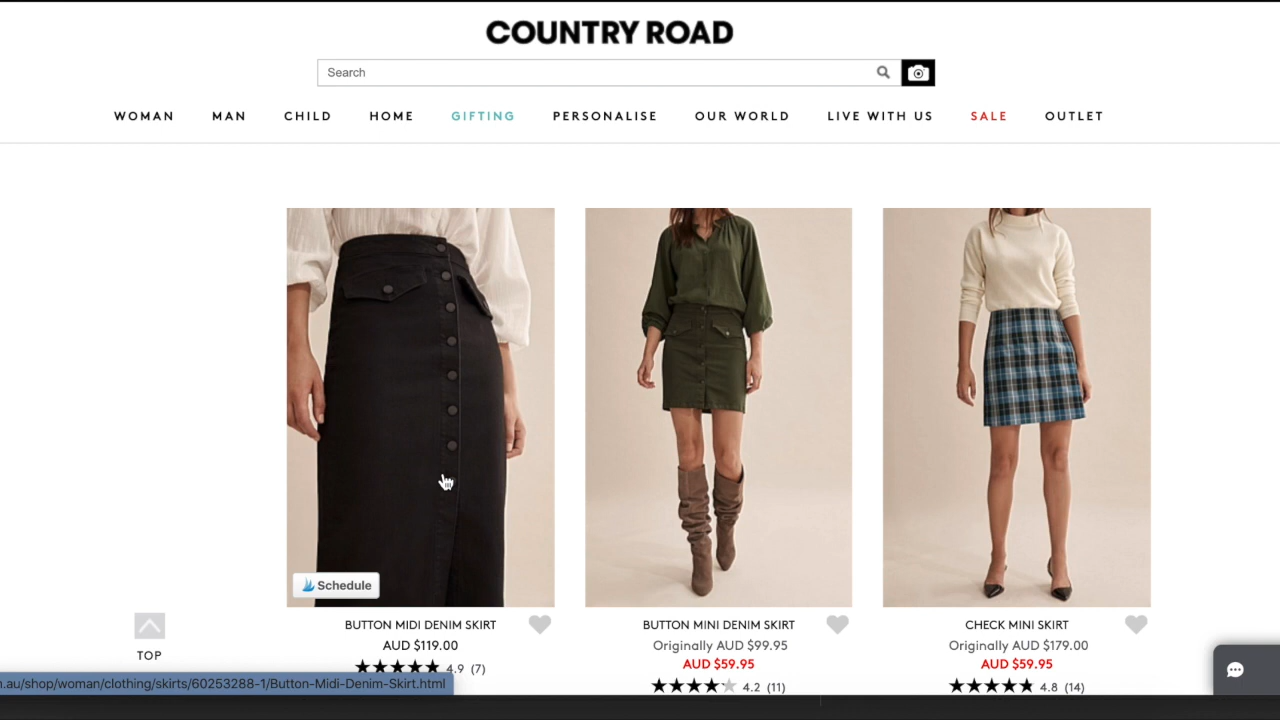 COUNTRY ROAD
Search
WOMAN MAN CHILD HOME GIFTING PERSONALISE OUR WORLD LIVE WITH US SALE OUTLET
Schedule
BUTTON MIDI DENIM SKIRT
AUD $119.00
4.9 (7)
BUTTON MINI DENIM SKIRT
Originally AUD $99.95
AUD $59.95
4.2 (11)
CHECK MINI SKIRT
Originally AUD $179.00
AUD $59.95
4.8 (14)
TOP
n.au/shop/woman/clothing/skirts/60253288-1/Button-Midi-Denim-Skirt.html